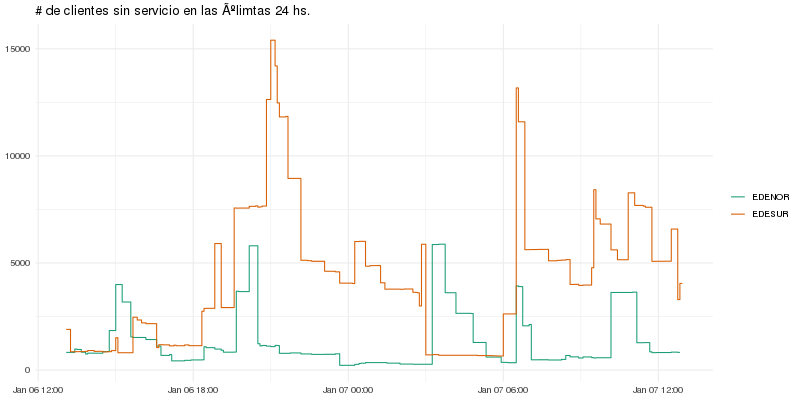 # de clientes sin servicio en las Ãºlimtas 24 hs.
15000
10000
5000
0
Jan 06 12:00 Jan 06 18:00 Jan 07 00:00 Jan 07 06:00 Jan 07 12:00
EDENOR
EDESUR